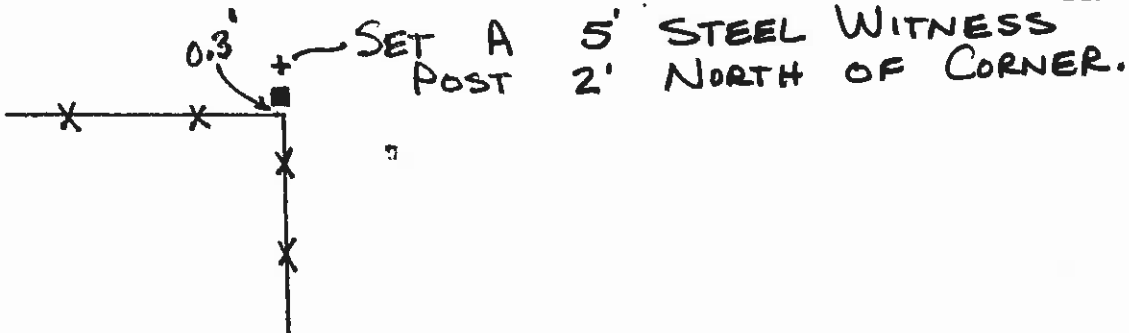 0.3'
SET A 5' STEEL WITNESS
POST 2' NORTH OF CORNER.